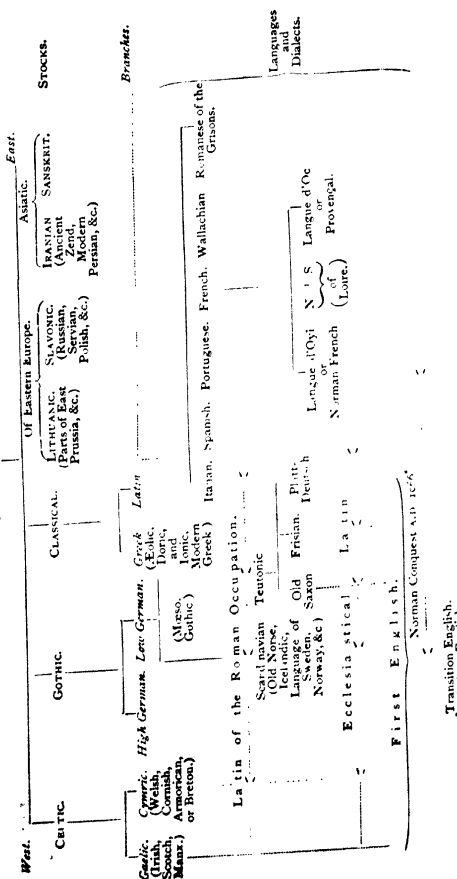 West.
East.
Of Eastern Europe.
Asiatic.
STOCKS.
CELTIC.
GOTHIC.
CLASSICAL.
LITHUANIC.
(Parts of East
Prussia, &c.)
SLAVONIC.
(Russian,
Servian,
Polish, &c.)
IRANIAN
(Ancient
Zend,
Modern
Persian, &c.)
SANSKRIT.
Branches.
Gaelic.
(Irish,
Scotch,
Manx.)
Cymric.
(Welsh,
Cornish,
Armorican,
or Breton.)
High German.
Low German.
(Mœso.
Gothic.)
Greek
(Æolic,
Doric,
and
Ionic,
Modern
Greek)
Latin
Italian. Spanish. Portuguese. French. Wallachian Romanese of the
Grisons.
Latin of the Roman Occupation.
Languages
and
Dialects.
Teutonic
Scandinavian
(Old Norse,
Icelandic,
Language of
Sweden,
Norway, &c)
Old
Saxon
Frisian.
Platt-
Deutsch
Langue d'Oyl
or
Norman French
N S
of
(Loire.)
Langue d'Oc
or
Provençal.
Ecclesiastical Latin
First English.
Norman Conquest A.D. 1066
Transition English.